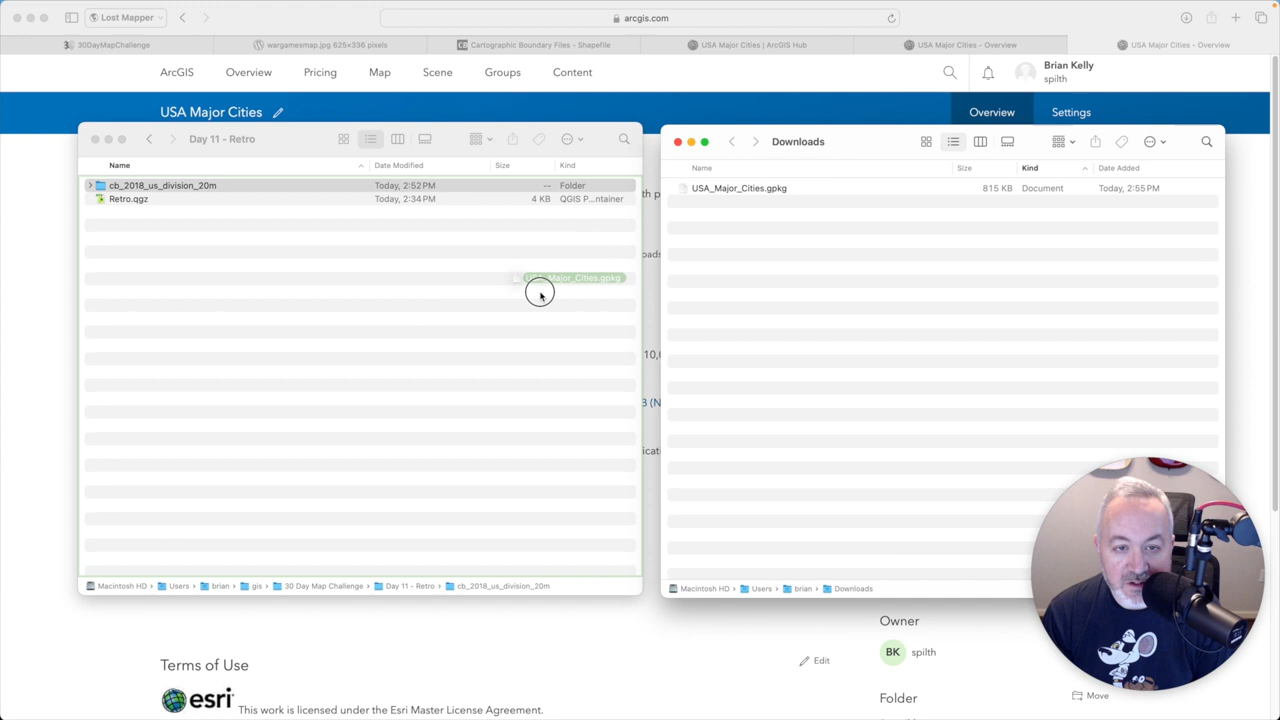 Lost Mapper
arcgis.com
30DayMapChallenge
wargamesmap.jpg 625×336 pixels
Cartographic Boundary Files - Shapefile
USA Major Cities | ArcGIS Hub
USA Major Cities - Overview
USA Major Cities - Overview
ArcGIS Overview Pricing Map Scene Groups Content
Brian Kelly
spilth
USA Major Cities
Overview Settings
Day 11 - Retro
Name Date Modified Size Kind
cb_2018_us_division_20m Today, 2:52 PM -- Folder
Retro.qgz Today, 2:34 PM 4 KB QGIS P...ntainer
USA_Major_Cities.gpkg
Macintosh HD Users brian gis 30 Day Map Challenge Day 11 - Retro cb_2018_us_division_20m
Downloads
Name Size Kind Date Added
USA_Major_Cities.gpkg 815 KB Document Today, 2:55 PM
Macintosh HD Users brian Downloads
Owner
BK spilth
Terms of Use
Edit
esri This work is licensed under the Esri Master License Agreement.
Folder
Move